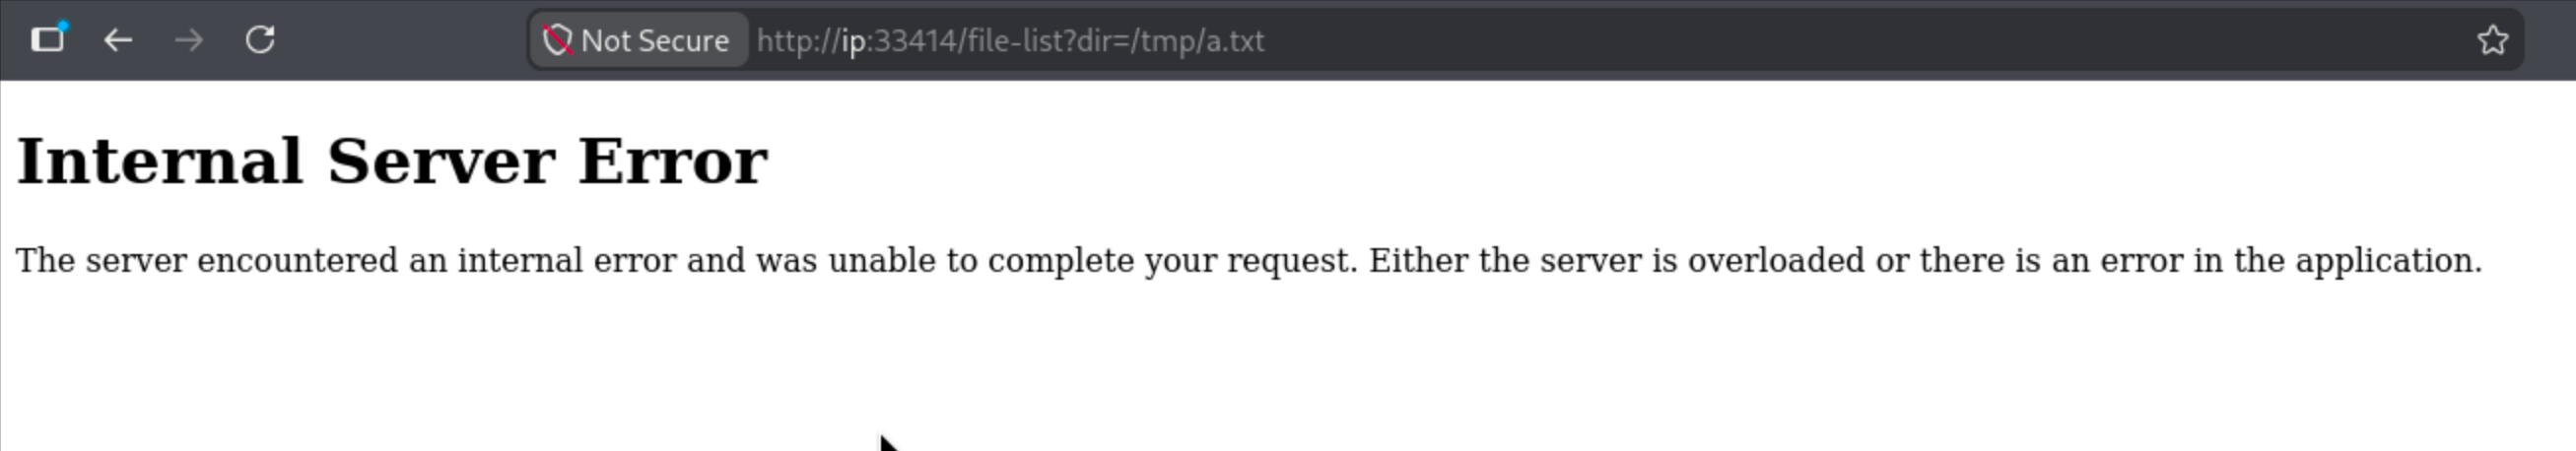 Not Secure http://ip:33414/file-list?dir=/tmp/a.txt
Internal Server Error
The server encountered an internal error and was unable to complete your request. Either the server is overloaded or there is an error in the application.